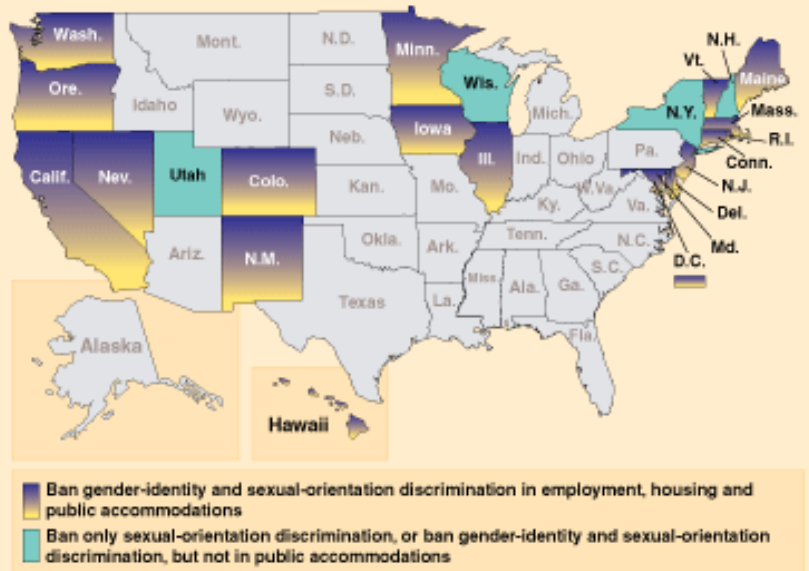 Wash.
Mont.
N.D.
Minn.
N.H.
Vt.
Maine
Ore.
Idaho
S.D.
Wis.
Mich.
N.Y.
Mass.
R.I.
Wyo.
Iowa
Neb.
Ill.
Ind.
Ohio
Pa.
Conn.
Calif.
Nev.
Utah
Colo.
Kan.
Mo.
W.Va.
Va.
N.J.
Ky.
Del.
Md.
D.C.
Ariz.
N.M.
Okla.
Ark.
Tenn.
N.C.
S.C.
Texas
La.
Miss.
Ala.
Ga.
Fla.
Alaska
Hawaii
Ban gender-identity and sexual-orientation discrimination in employment, housing and
public accommodations
Ban only sexual-orientation discrimination, or ban gender-identity and sexual-orientation
discrimination, but not in public accommodations